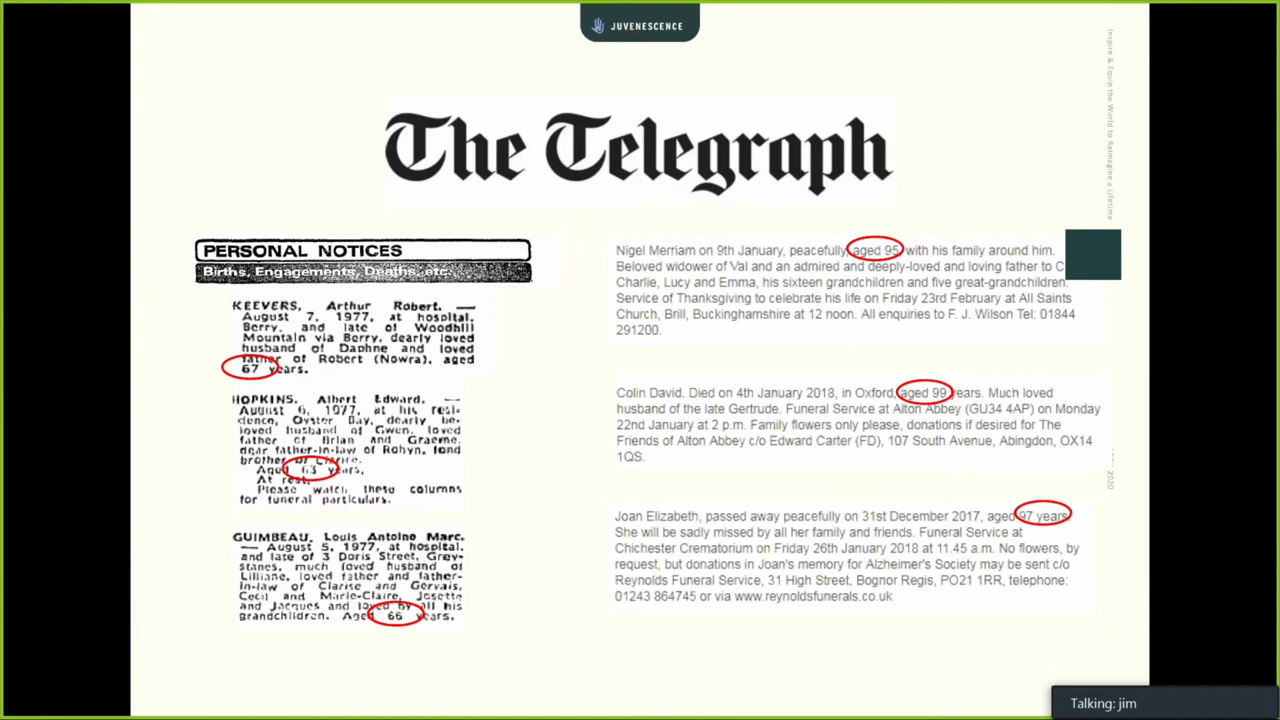 JUVENESCENCE
Inspire & Equip the World to Reimagine a Lifetime
The Telegraph
PERSONAL NOTICES
Births, Engagements, Deaths, etc.
KEEVERS, Arthur Robert. —
August 7, 1977, at hospital,
Berry, and late of Woodhill
Mountain via Berry, dearly loved
husband of Daphne and loved
father of Robert (Nowra), aged
67 years.
HOPKINS, Albert Edward. —
August 6, 1977, at his resi-
dence, Oyster Bay, dearly be-
loved husband of Gwen, loved
father of Brian and Graeme,
dear father-in-law of Robyn, fond
brother of Clarice.
Aged 63 years,
At rest.
Please watch these columns
for funeral particulars.
GUIMBEAU, Louis Antoine Marc.
— August 5, 1977, at hospital,
and late of 3 Doris Street, Grey-
stanes, much loved husband of
Lilliane, loved father and father-
in-law of Clarise and Gervais,
Cecil and Marie-Claire, Josette
and Jacques and loved by all his
grandchildren. Aged 66 years.
Nigel Merriam on 9th January, peacefully, aged 95, with his family around him.
Beloved widower of Val and an admired and deeply-loved and loving father to C
Charlie, Lucy and Emma, his sixteen grandchildren and five great-grandchildren.
Service of Thanksgiving to celebrate his life on Friday 23rd February at All Saints
Church, Brill, Buckinghamshire at 12 noon. All enquiries to F. J. Wilson Tel: 01844
291200.
Colin David. Died on 4th January 2018, in Oxford, aged 99 years. Much loved
husband of the late Gertrude. Funeral Service at Alton Abbey (GU34 4AP) on Monday
22nd January at 2 p.m. Family flowers only please, donations if desired for The
Friends of Alton Abbey c/o Edward Carter (FD), 107 South Avenue, Abingdon, OX14
1QS.
Joan Elizabeth, passed away peacefully on 31st December 2017, aged 97 years.
She will be sadly missed by all her family and friends. Funeral Service at
Chichester Crematorium on Friday 26th January 2018 at 11.45 a.m. No flowers, by
request, but donations in Joan's memory for Alzheimer's Society may be sent c/o
Reynolds Funeral Service, 31 High Street, Bognor Regis, PO21 1RR, telephone:
01243 864745 or via www.reynoldsfunerals.co.uk
2020
Talking: jim